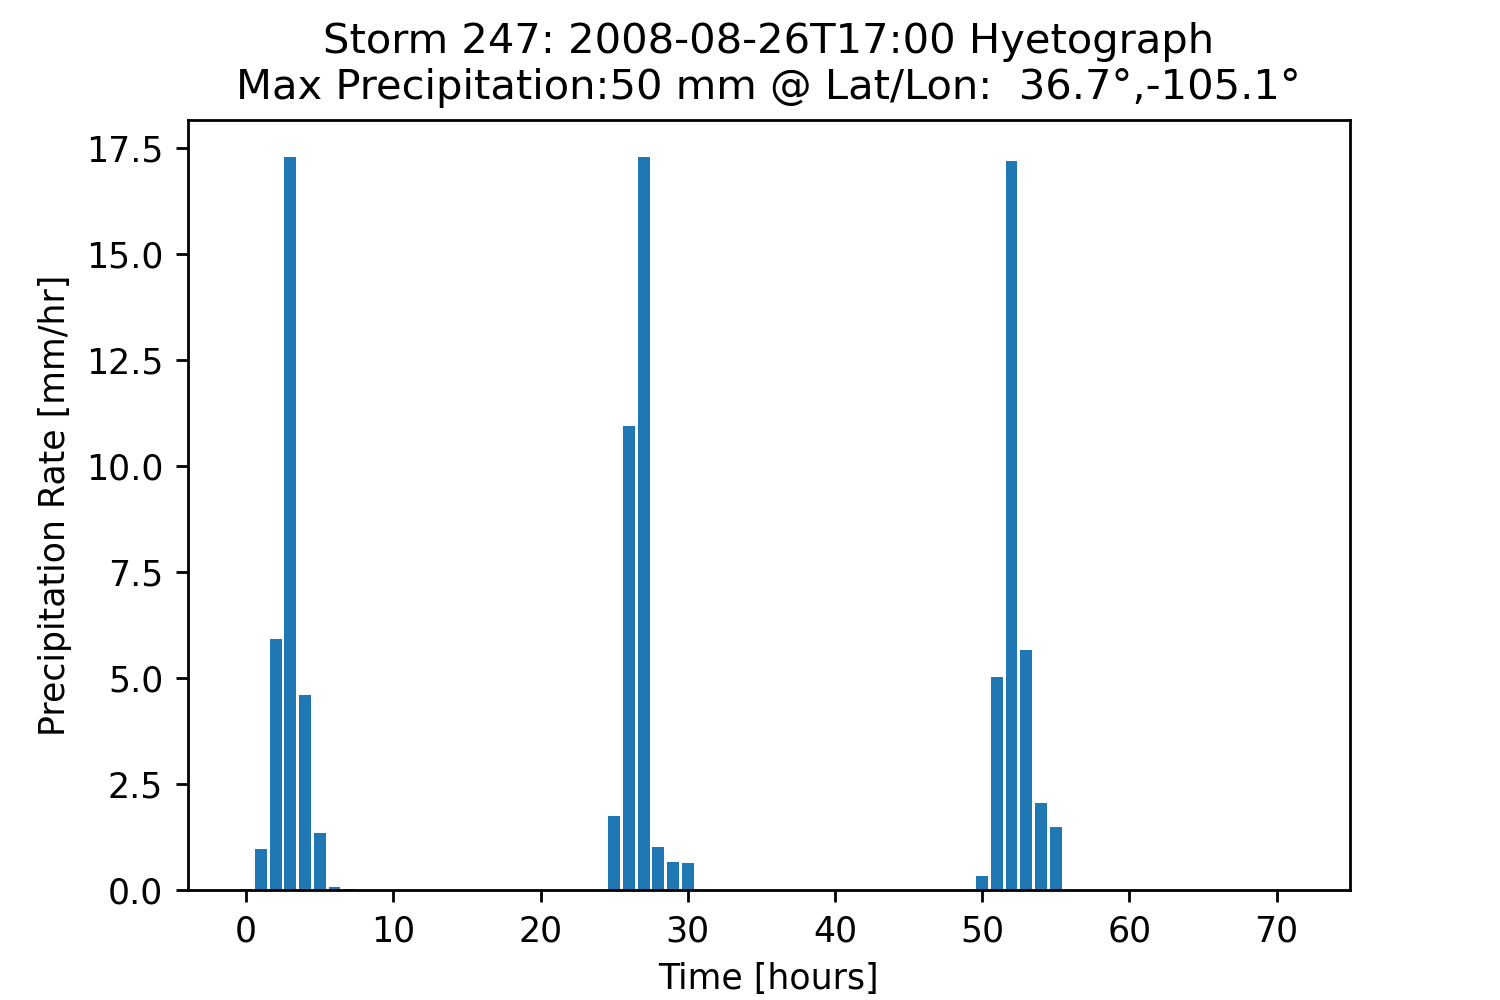 Storm 247: 2008-08-26T17:00 Hyetograph
Max Precipitation:50 mm @ Lat/Lon:  36.7°,-105.1°
17.5
15.0
12.5
10.0
7.5
5.0
2.5
0.0
Precipitation Rate [mm/hr]
0 10 20 30 40 50 60 70
Time [hours]